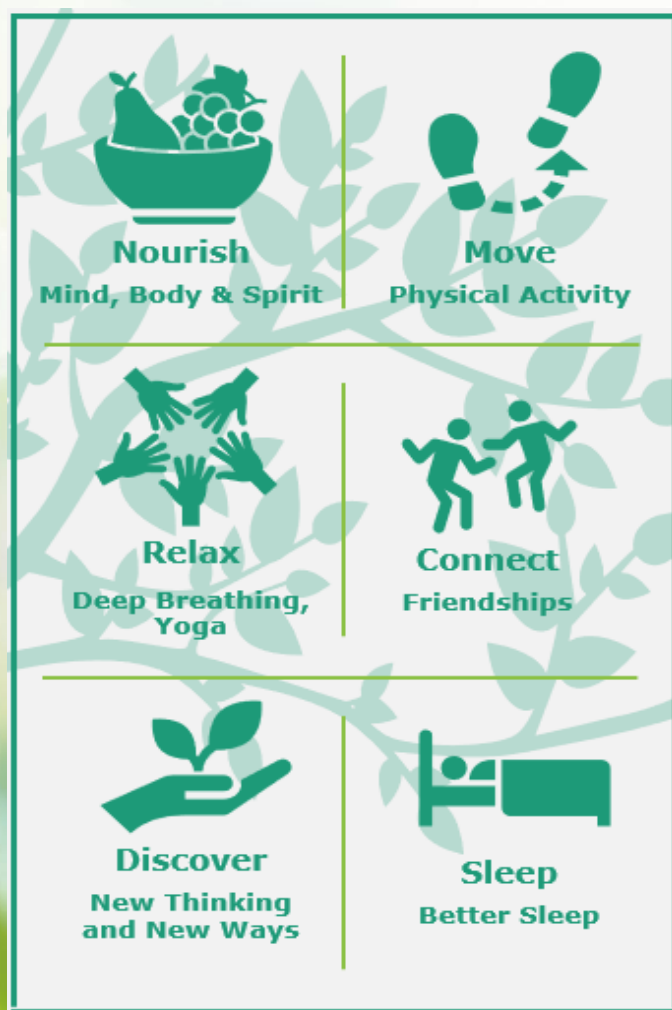 Nourish
Mind, Body & Spirit
Move
Physical Activity
Relax
Deep Breathing,
Yoga
Connect
Friendships
Discover
New Thinking
and New Ways
Sleep
Better Sleep